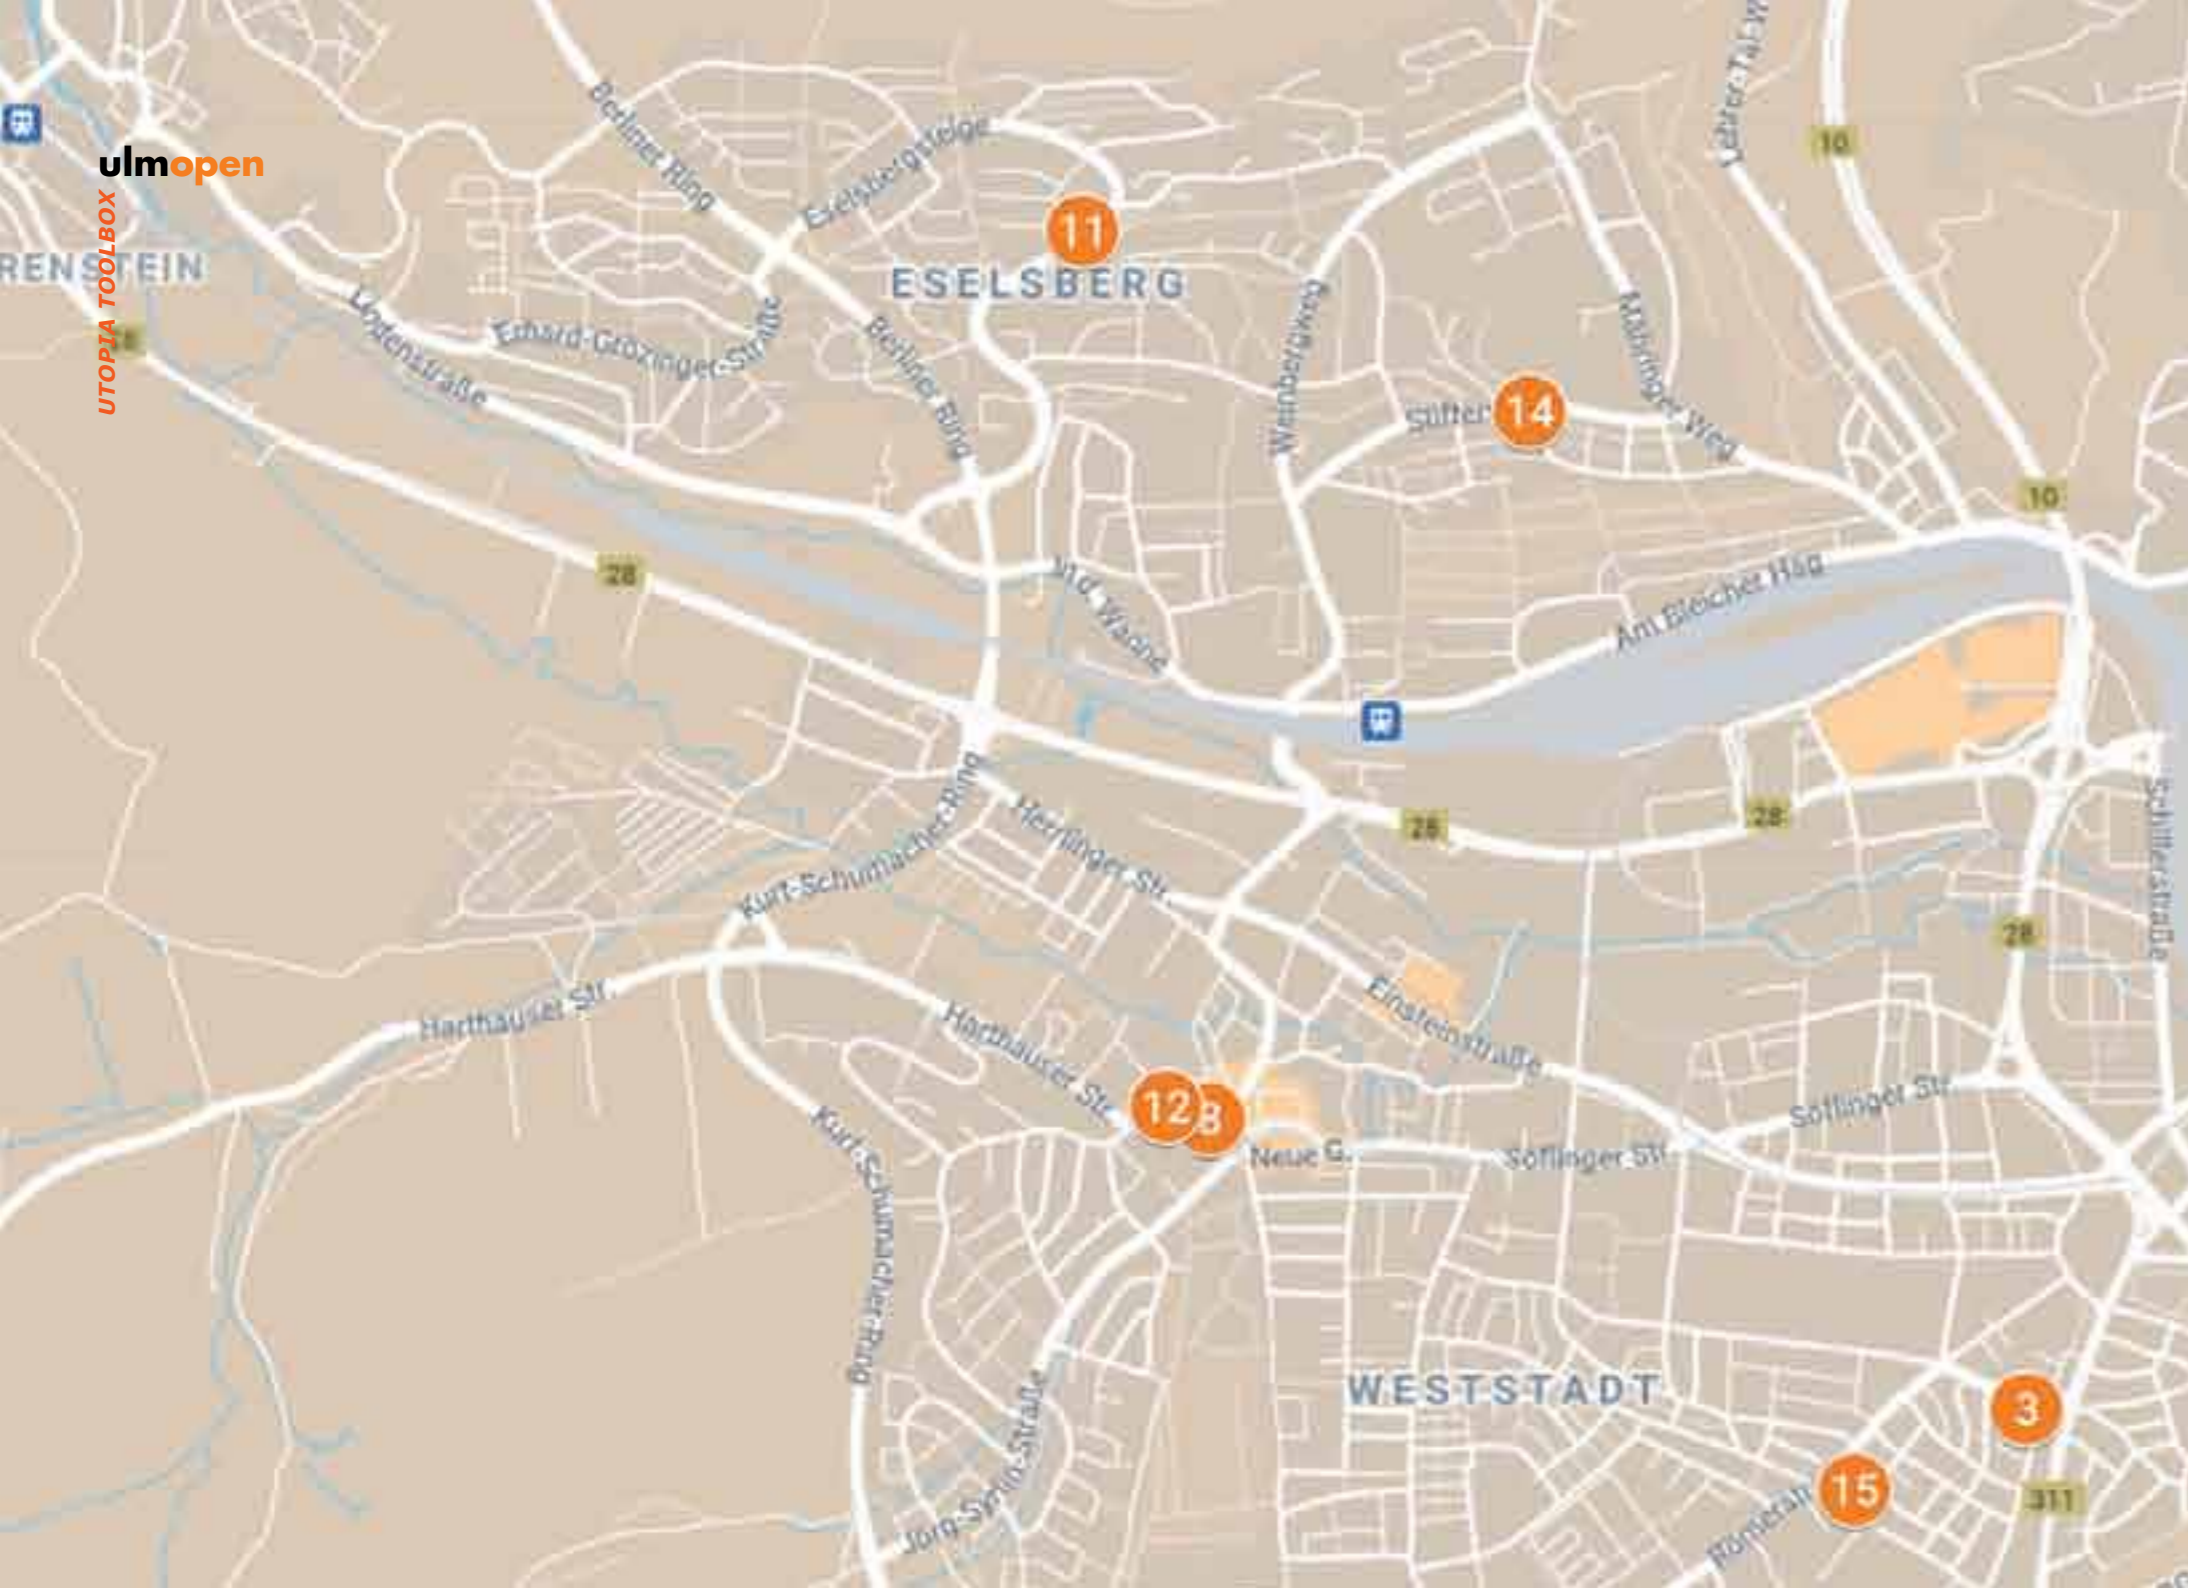 Lehrer-Tal-W
Berliner Ring
10
ulmopen
UTOPIA TOOLBOX
Eselsbergsteige
11
RENSTEIN
ESELSBERG
Lindenstraße
Erhard-Grözinger-Straße
Berliner Ring
Weinbergweg
Mähringer Weg
Stifter
14
10
28
In d. Wanne
Am Bleicher Hag
Kurt-Schumacher-Ring
Herrlinger Str.
28
28
Schillerstraße
28
Harthauser Str.
Harthauser Str.
Einsteinstraße
12
8
Neue G.
Söflinger Str.
Söflinger Str.
Kurt-Schumacher-Ring
WESTSTADT
3
15
311
Jörg-Syrlin-Straße
Römerstr